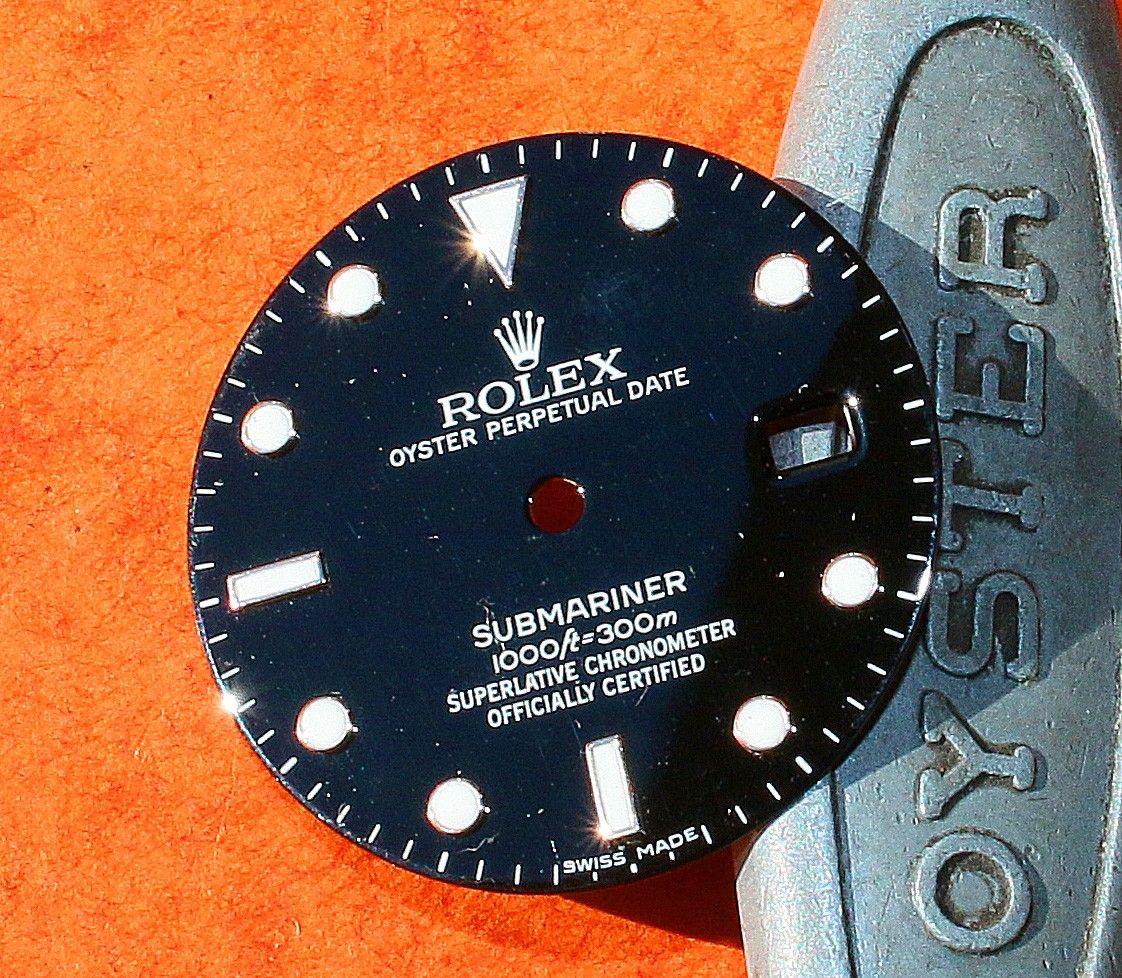 ROLEX
OYSTER PERPETUAL DATE
SUBMARINER
1000ft=300m
SUPERLATIVE CHRONOMETER
OFFICIALLY CERTIFIED
SWISS MADE
OYSTER